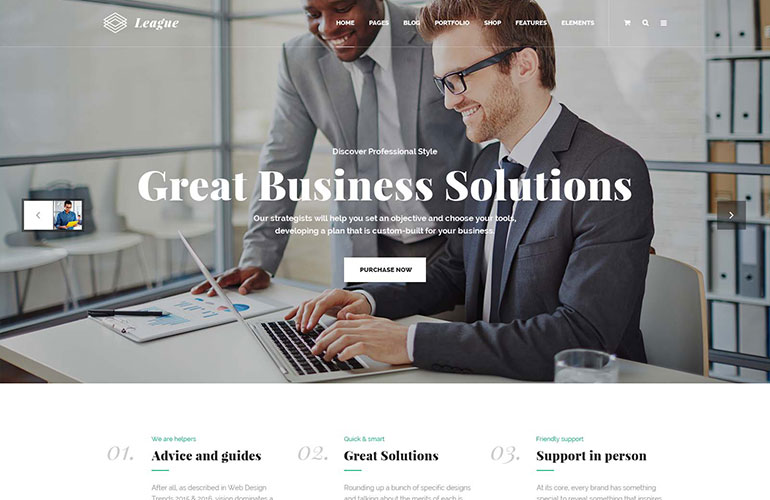 League
HOME PAGES BLOG PORTFOLIO SHOP FEATURES ELEMENTS
Discover Professional Style
Great Business Solutions
Our strategists will help you set an objective and choose your tools,
developing a plan that is custom-built for your business.
PURCHASE NOW
We are helpers
01. Advice and guides
After all, as described in Web Design
Trends 2015 & 2016, vision dominates a
Quick & smart
02. Great Solutions
Rounding up a bunch of specific designs
and talking about the merits of each is
Friendly support
03. Support in person
At its core, every brand has something
special to reveal something that inspires